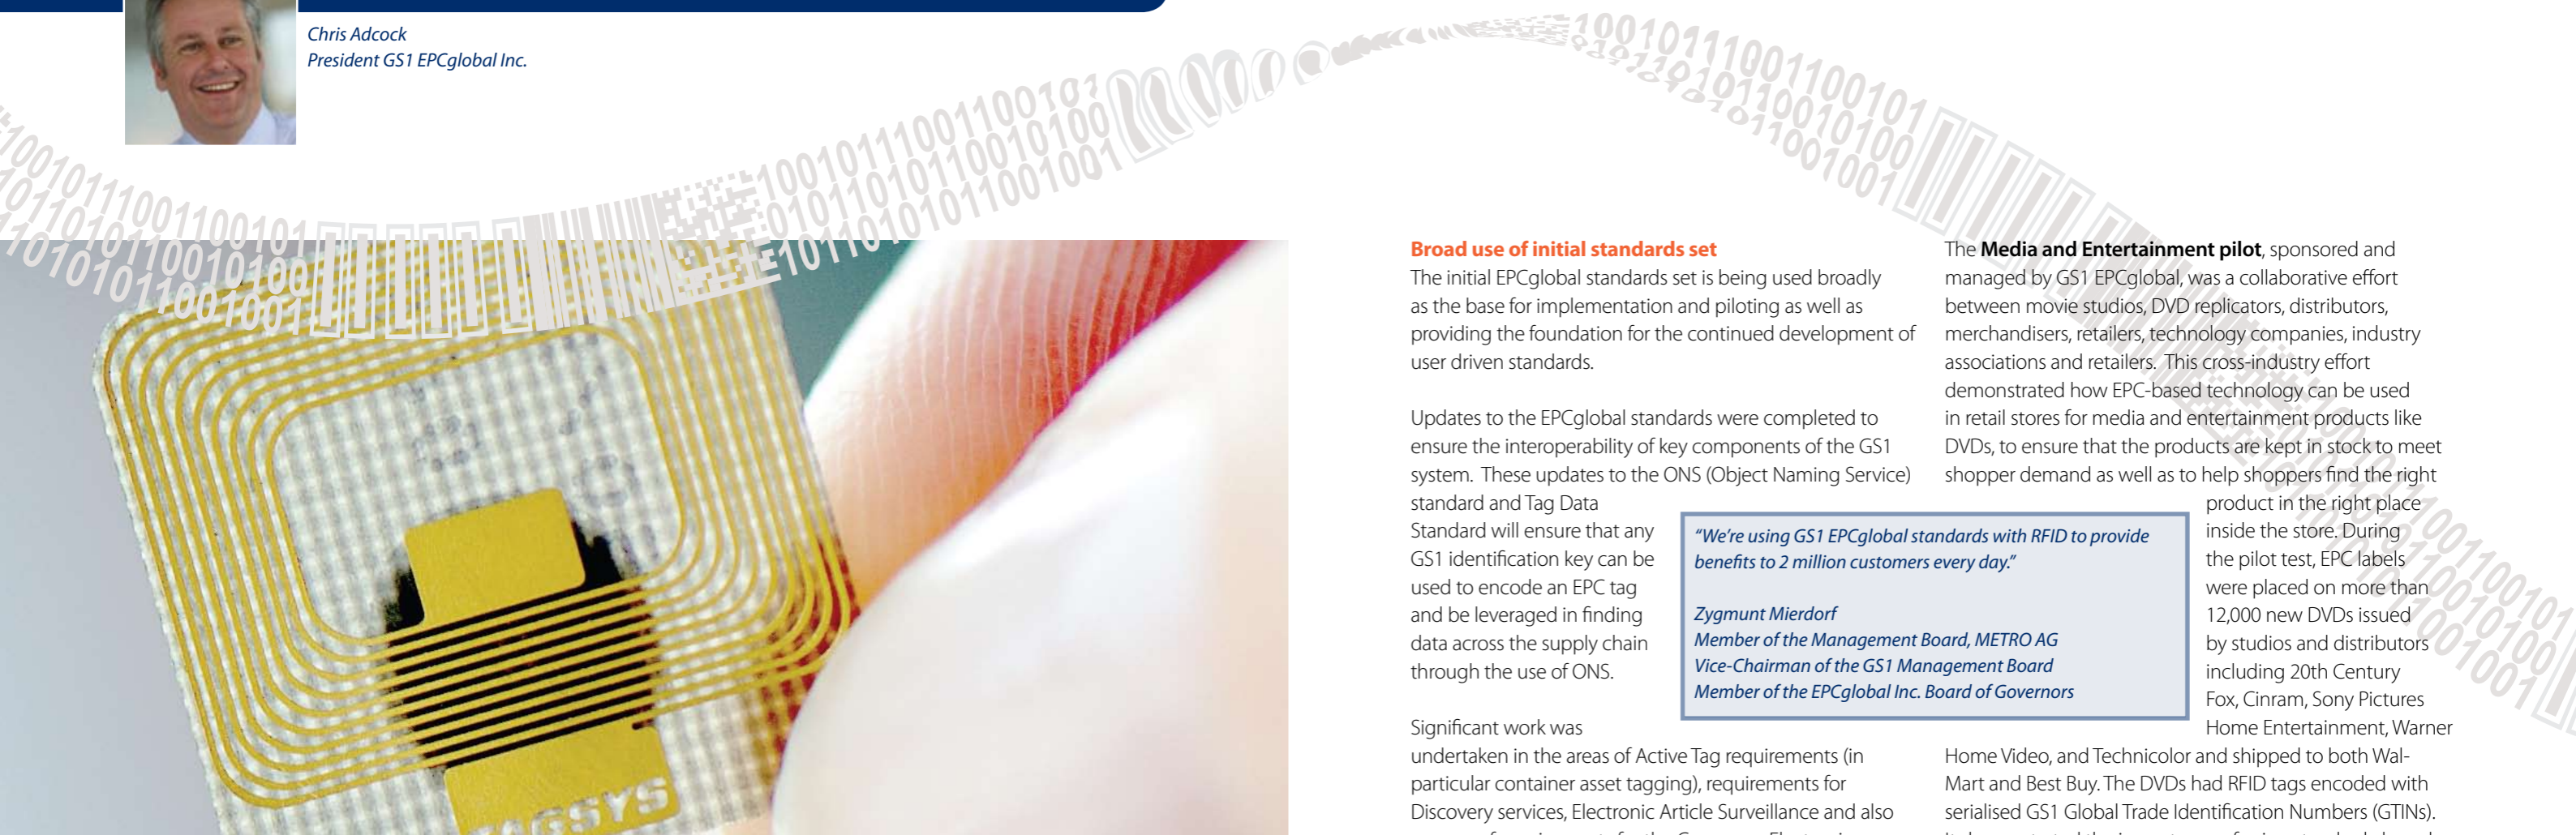 Chris Adcock
President GS1 EPCglobal Inc.
TAGSYS
Broad use of initial standards set
The initial EPCglobal standards set is being used broadly
as the base for implementation and piloting as well as
providing the foundation for the continued development of
user driven standards.
Updates to the EPCglobal standards were completed to
ensure the interoperability of key components of the GS1
system. These updates to the ONS (Object Naming Service)
standard and Tag Data
Standard will ensure that any
GS1 identification key can be
used to encode an EPC tag
and be leveraged in finding
data across the supply chain
through the use of ONS.
Significant work was
undertaken in the areas of Active Tag requirements (in
particular container asset tagging), requirements for
Discovery services, Electronic Article Surveillance and also
“We’re using GS1 EPCglobal standards with RFID to provide
benefits to 2 million customers every day.”
Zygmunt Mierdorf
Member of the Management Board, METRO AG
Vice-Chairman of the GS1 Management Board
Member of the EPCglobal Inc. Board of Governors
The Media and Entertainment pilot, sponsored and
managed by GS1 EPCglobal, was a collaborative effort
between movie studios, DVD replicators, distributors,
merchandisers, retailers, technology companies, industry
associations and retailers. This cross-industry effort
demonstrated how EPC-based technology can be used
in retail stores for media and entertainment products like
DVDs, to ensure that the products are kept in stock to meet
shopper demand as well as to help shoppers find the right
product in the right place
inside the store. During
the pilot test, EPC labels
were placed on more than
12,000 new DVDs issued
by studios and distributors
including 20th Century
Fox, Cinram, Sony Pictures
Home Entertainment, Warner
Home Video, and Technicolor and shipped to both Wal-
Mart and Best Buy. The DVDs had RFID tags encoded with
serialised GS1 Global Trade Identification Numbers (GTINs).